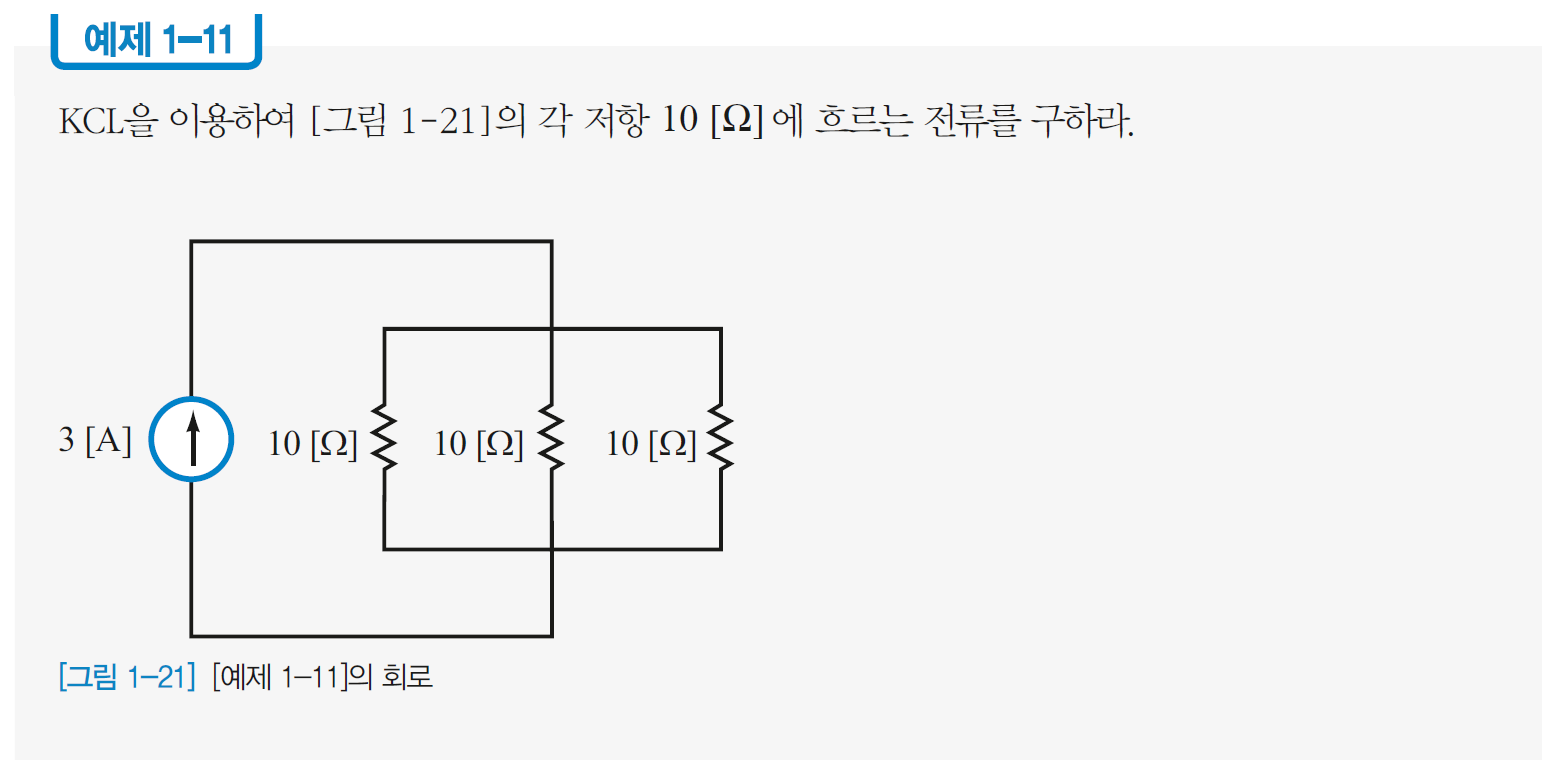 예제 1-11
KCL을 이용하여 [그림 1-21]의 각 저항 10 [Ω]에 흐르는 전류를 구하라.
3 [A] 10 [Ω] 10 [Ω] 10 [Ω]
[그림 1-21] [예제 1-11]의 회로